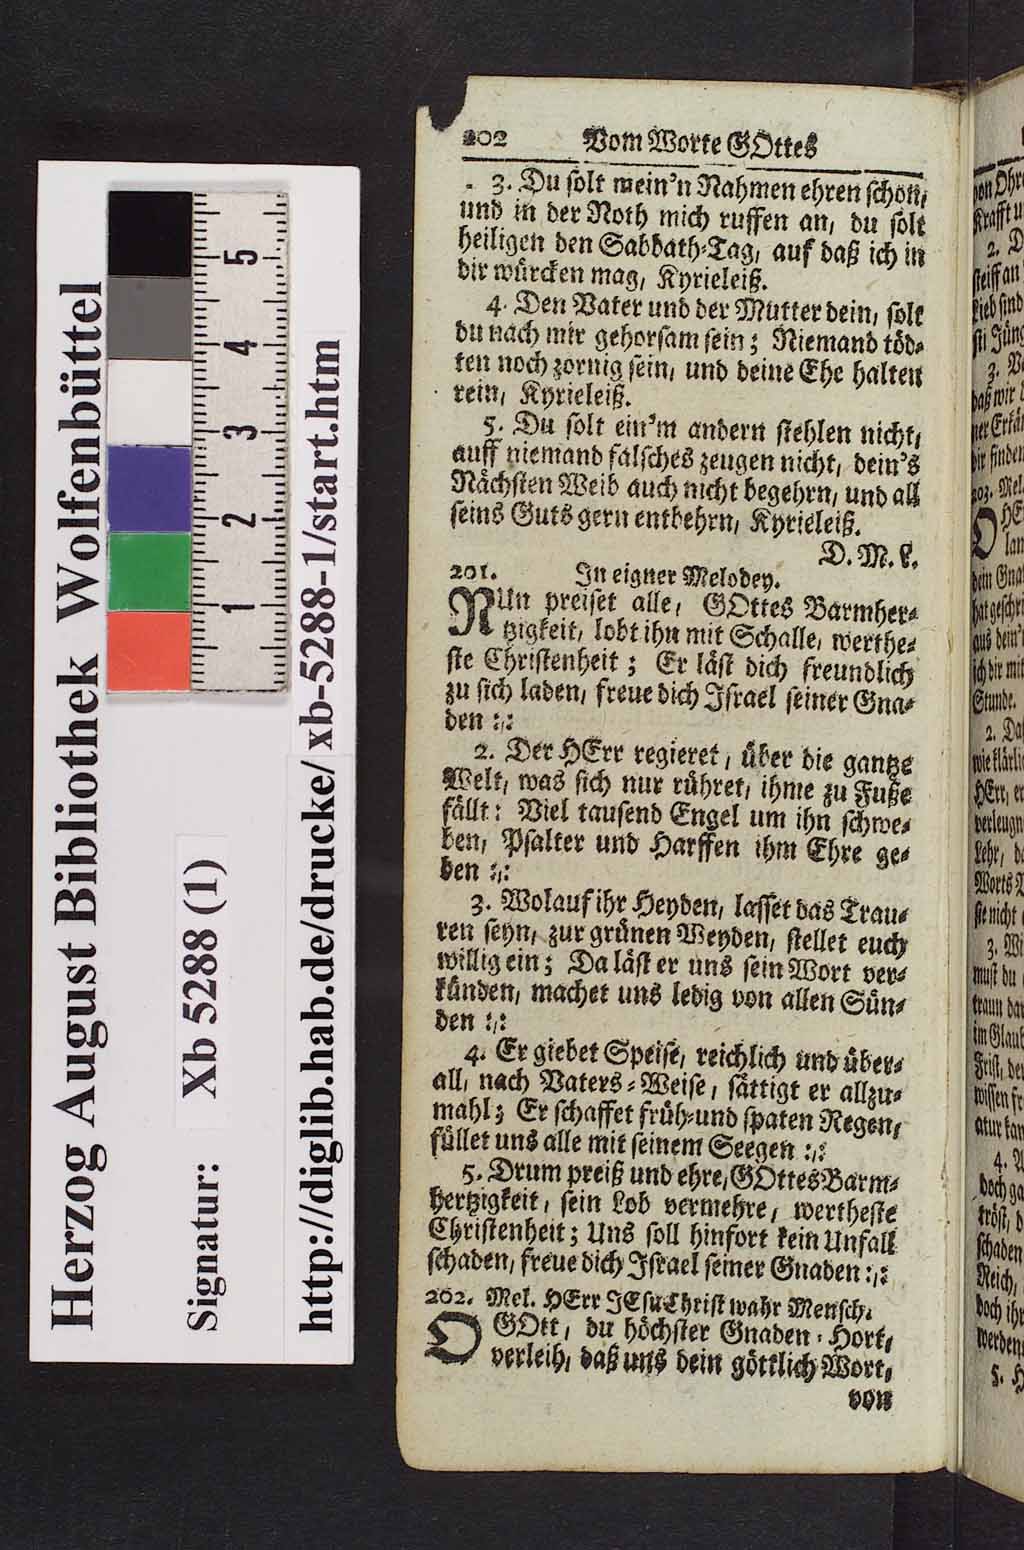 202 Vom Worte GOttes
3. Du solt mein'n Nahmen ehren schon,
und in der Noth mich ruffen an, du solt
heiligen den Sabbath-Tag, auf daß ich in
dir würcken mag, Kyrieleiß.
4. Den Vater und der Mutter dein, solt
du nach mir gehorsam sein; Niemand töd-
ten noch zornig sein, und deine Ehe halten
rein, Kyrieleiß.
5. Du solt ein'm andern stehlen nicht,
auff niemand falsches zeugen nicht, dein's
Nächsten Weib auch nicht begehrn, und all
seins Guts gern entbehrn, Kyrieleiß.
D. M. L.
201. In eigner Melodey.
NUn preiset alle, GOttes Barmher-
tzigkeit, lobt ihn mit Schalle, werthe-
ste Christenheit; Er läst dich freundlich
zu sich laden, freue dich Israel seiner Gna-
den :,:
2. Der HErr regieret, über die gantze
Welt, was sich nur rühret, ihme zu Fuße
fällt: Viel tausend Engel um ihn schwe-
ben, Psalter und Harffen ihm Ehre ge-
ben :,:
3. Wolauf ihr Heyden, lasset das Trau-
ren seyn, zur grünen Weyden, stellet euch
willig ein; Da läst er uns sein Wort ver-
künden, machet uns ledig von allen Sün-
den :,:
4. Er giebet Speise, reichlich und über-
all, nach Vaters-Weise, sättigt er allzu-
mahl; Er schaffet früh-und spaten Regen,
füllet uns alle mit seinem Seegen :,:
5. Drum preiß und ehre, GOttes Barm-
hertzigkeit, sein Lob vermehre, wertheste
Christenheit; Uns soll hinfort kein Unfall
schaden, freue dich Israel seiner Gnaden :,:
202. Mel. HErr JEsu Christ wahr Mensch.
O GOtt, du höchster Gnaden-Hort,
verleih, daß uns dein göttlich Wort,
von
Herzog August Bibliothek Wolfenbüttel
Signatur: Xb 5288 (1)
http://diglib.hab.de/drucke/xb-5288-1/start.htm
5
4
3
2
1